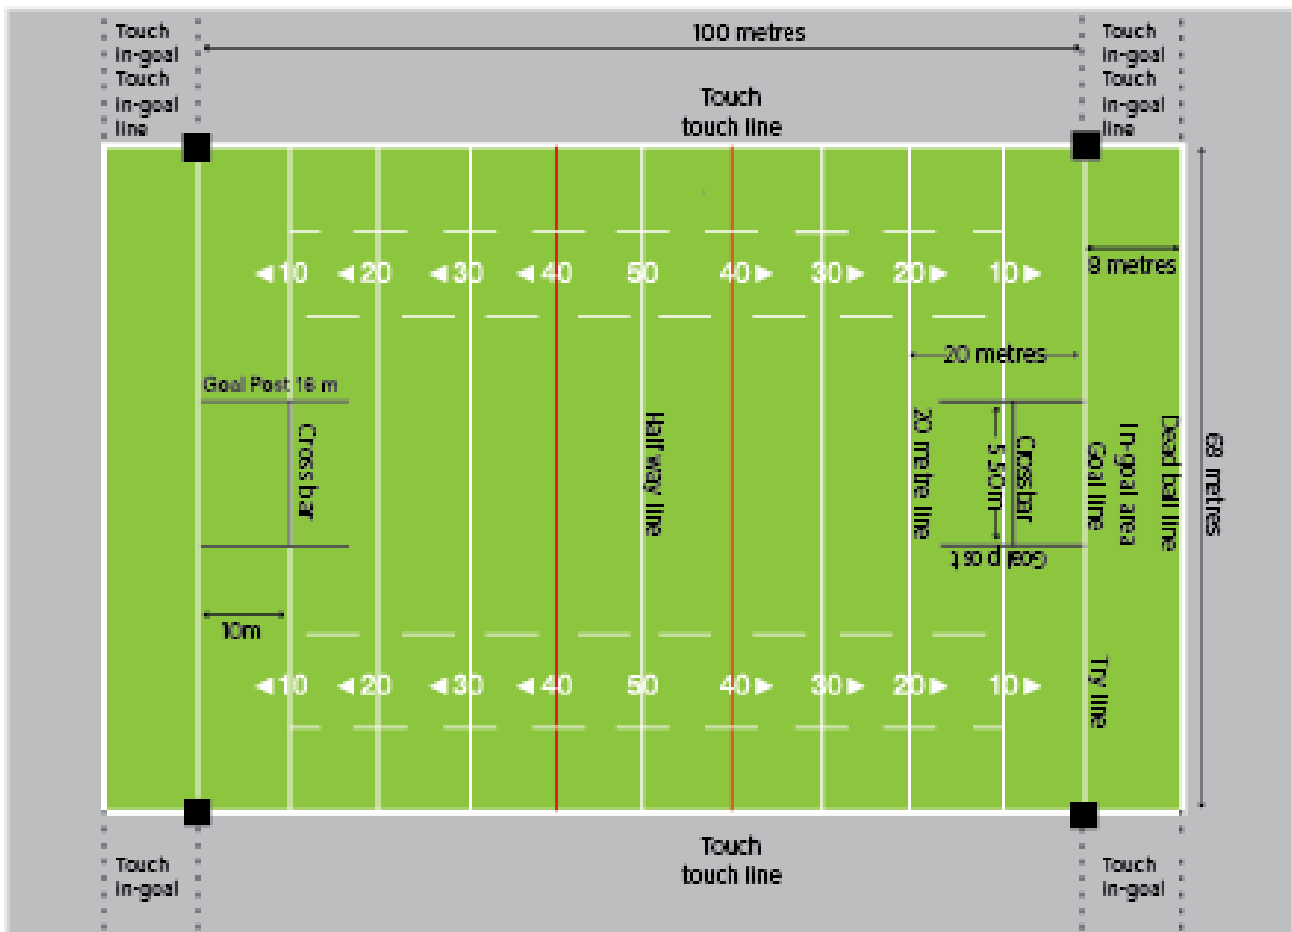 Touch
in-goal
Touch
in-goal
line
100 metres
Touch
touch line
Touch
in-goal
Touch
in-goal
line
◀10 ◀20 ◀30 ◀40 50 40▶ 30▶ 20▶ 10▶
8 metres
20 metres
Goal Post 16 m
Cross bar
Half way line
20 metre line
5.50m
Cross bar
Goal post
Goal line
In-goal area
Dead ball line
68 metres
10m
Try line
◀10 ◀20 ◀30 ◀40 50 40▶ 30▶ 20▶ 10▶
Touch
in-goal
Touch
touch line
Touch
in-goal